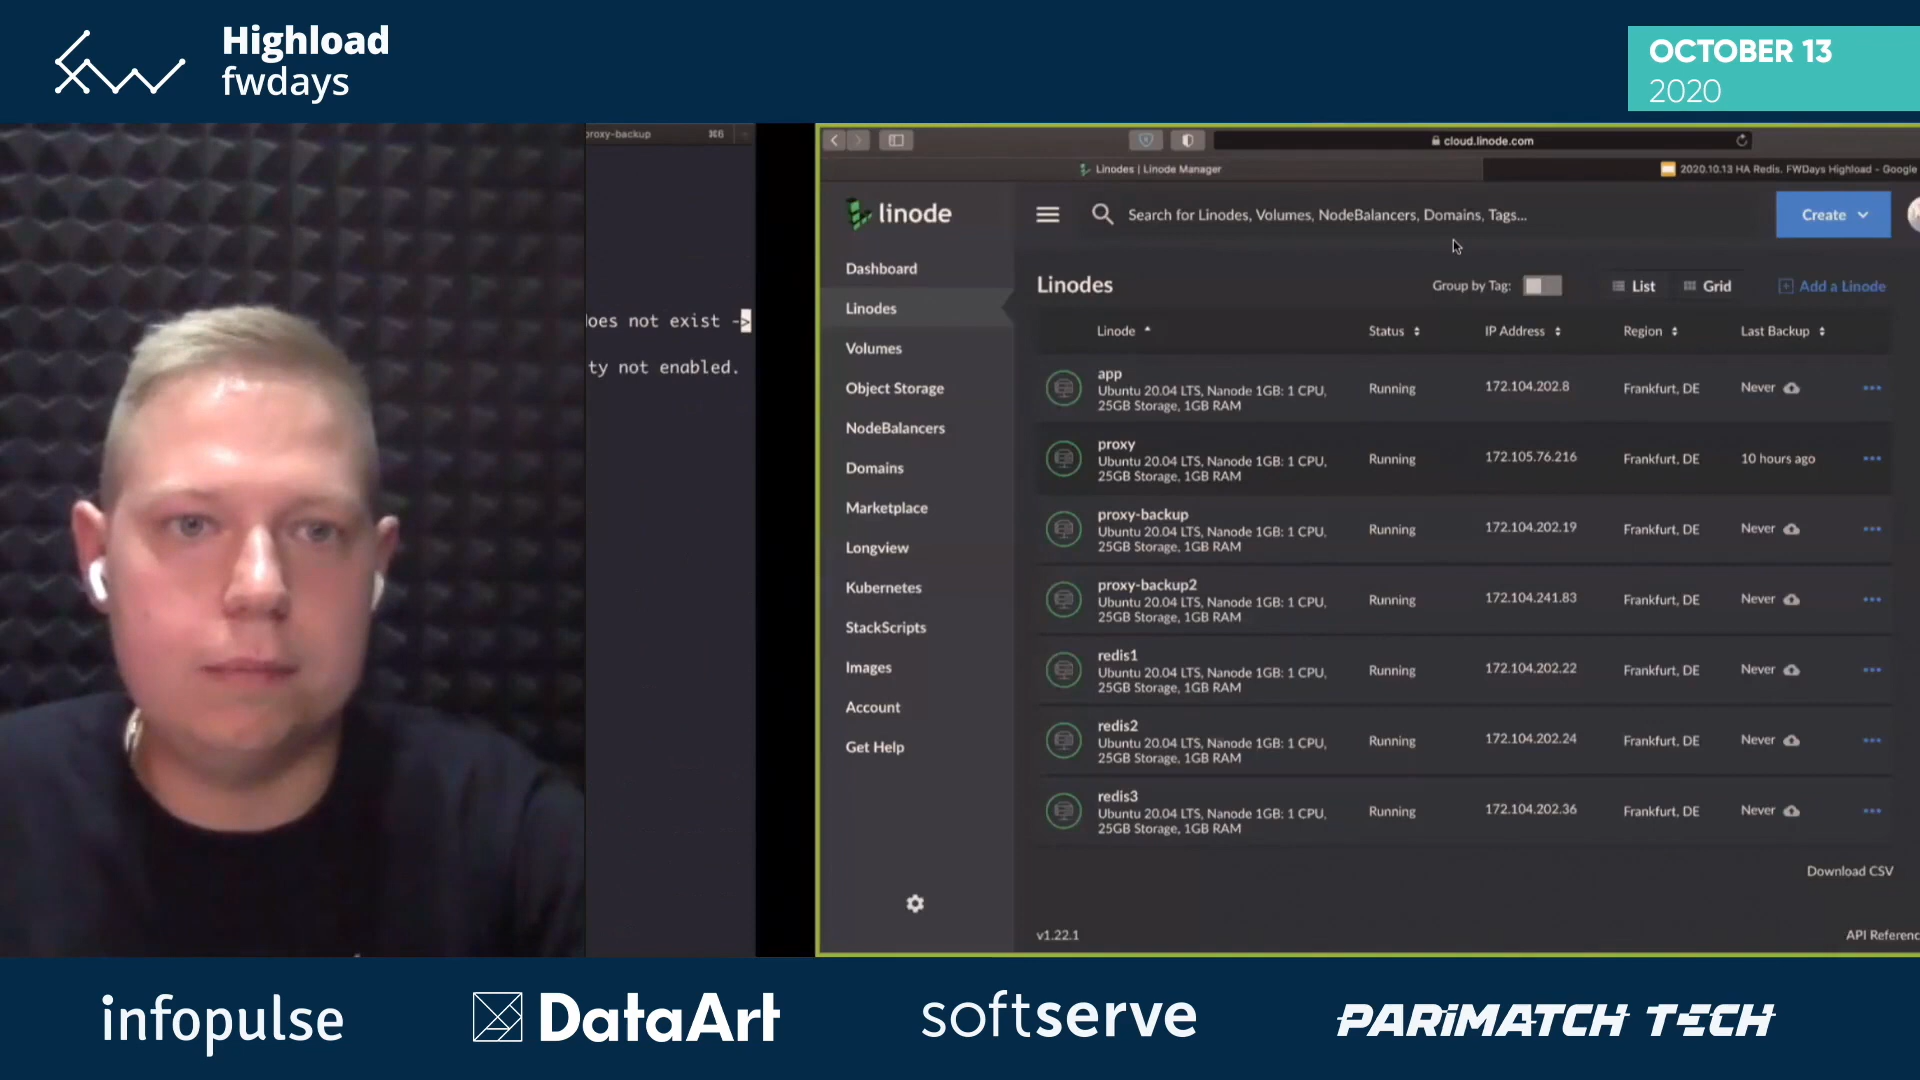 Highload
fwdays
OCTOBER 13
2020
proxy-backup ⌘6
does not exist ->
ty not enabled.
cloud.linode.com
Linodes | Linode Manager
2020.10.13 HA Redis. FWDays Highload - Google
linode
Search for Linodes, Volumes, NodeBalancers, Domains, Tags...
Create
Dashboard
Linodes
Volumes
Object Storage
NodeBalancers
Domains
Marketplace
Longview
Kubernetes
StackScripts
Images
Account
Get Help
Linodes
Group by Tag:
List
Grid
Add a Linode
Linode Status IP Address Region Last Backup
app
Ubuntu 20.04 LTS, Nanode 1GB: 1 CPU,
25GB Storage, 1GB RAM
Running 172.104.202.8 Frankfurt, DE Never
proxy
Ubuntu 20.04 LTS, Nanode 1GB: 1 CPU,
25GB Storage, 1GB RAM
Running 172.105.76.216 Frankfurt, DE 10 hours ago
proxy-backup
Ubuntu 20.04 LTS, Nanode 1GB: 1 CPU,
25GB Storage, 1GB RAM
Running 172.104.202.19 Frankfurt, DE Never
proxy-backup2
Ubuntu 20.04 LTS, Nanode 1GB: 1 CPU,
25GB Storage, 1GB RAM
Running 172.104.241.83 Frankfurt, DE Never
redis1
Ubuntu 20.04 LTS, Nanode 1GB: 1 CPU,
25GB Storage, 1GB RAM
Running 172.104.202.22 Frankfurt, DE Never
redis2
Ubuntu 20.04 LTS, Nanode 1GB: 1 CPU,
25GB Storage, 1GB RAM
Running 172.104.202.24 Frankfurt, DE Never
redis3
Ubuntu 20.04 LTS, Nanode 1GB: 1 CPU,
25GB Storage, 1GB RAM
Running 172.104.202.36 Frankfurt, DE Never
Download CSV
v1.22.1
API Referenc
infopulse
DataArt
softserve
PARIMATCH TECH